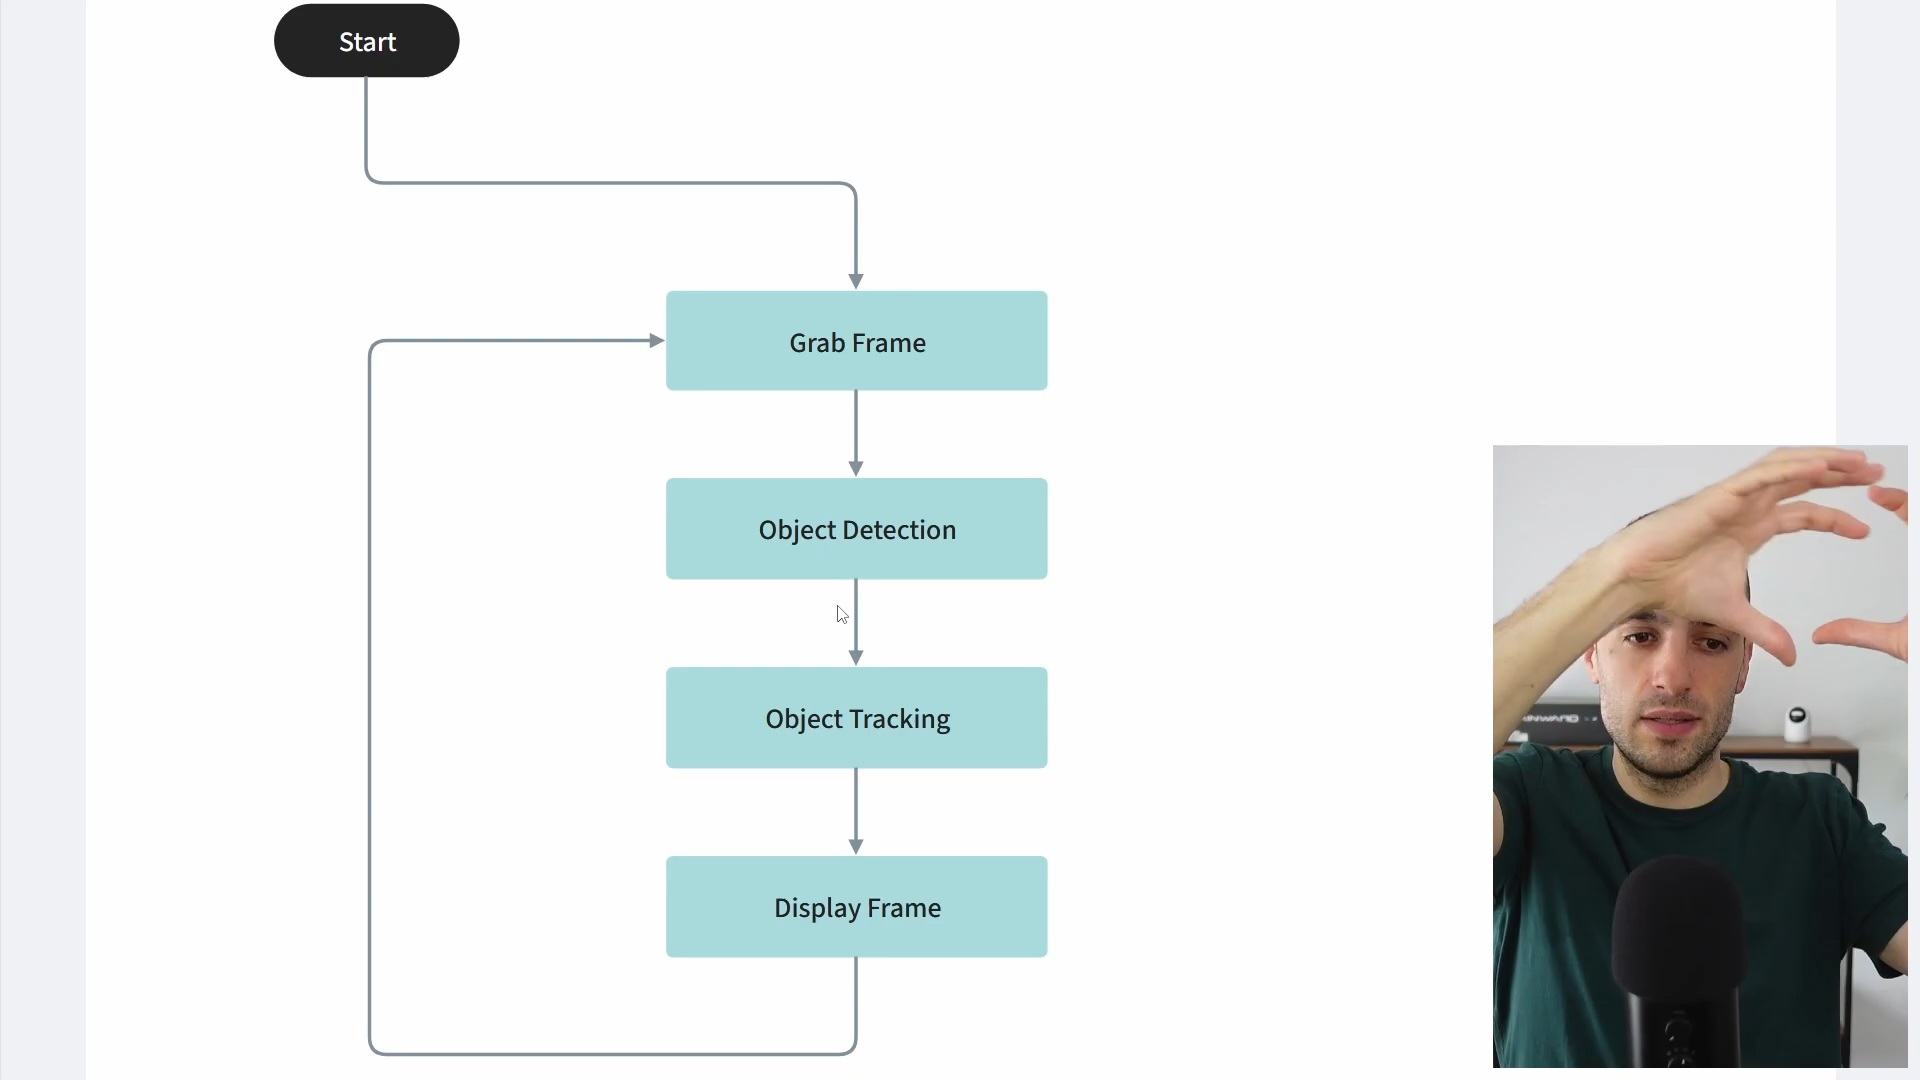 Start
Grab Frame
Object Detection
Object Tracking
Display Frame